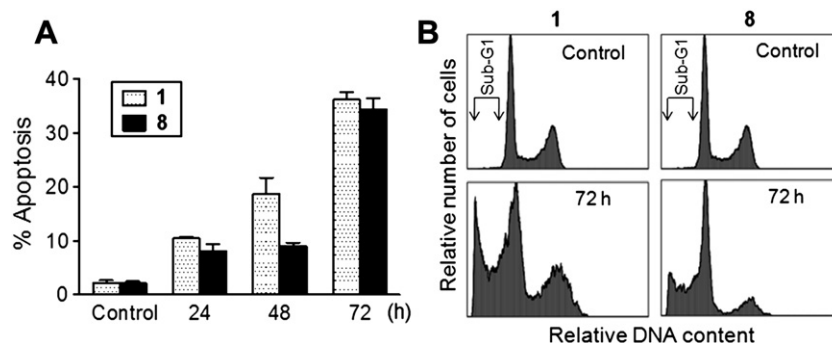 A
% Apoptosis
40
30
20
10
0
1
8
Control
24
48
72
(h)
B
1
8
Relative number of cells
Sub-G1
Control
Sub-G1
Control
72 h
72 h
Relative DNA content